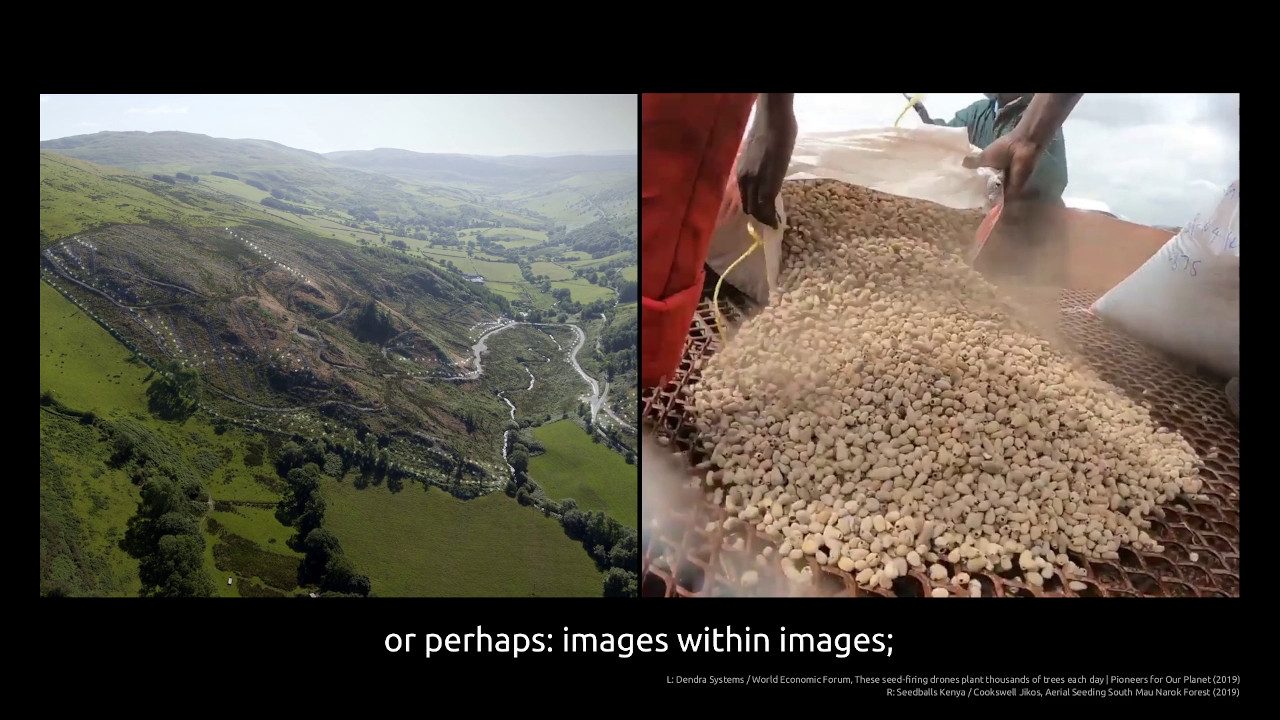 or perhaps: images within images;
L: Dendra Systems / World Economic Forum, These seed-firing drones plant thousands of trees each day | Pioneers for Our Planet (2019)
R: Seedballs Kenya / Cookswell Jikos, Aerial Seeding South Mau Narok Forest (2019)